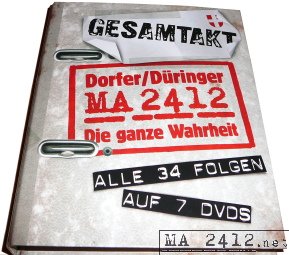 GESAMTAKT
Dorfer/Düringer
MA 2412
Die ganze Wahrheit
ALLE 34 FOLGEN
AUF 7 DVDS
MA 2412.net